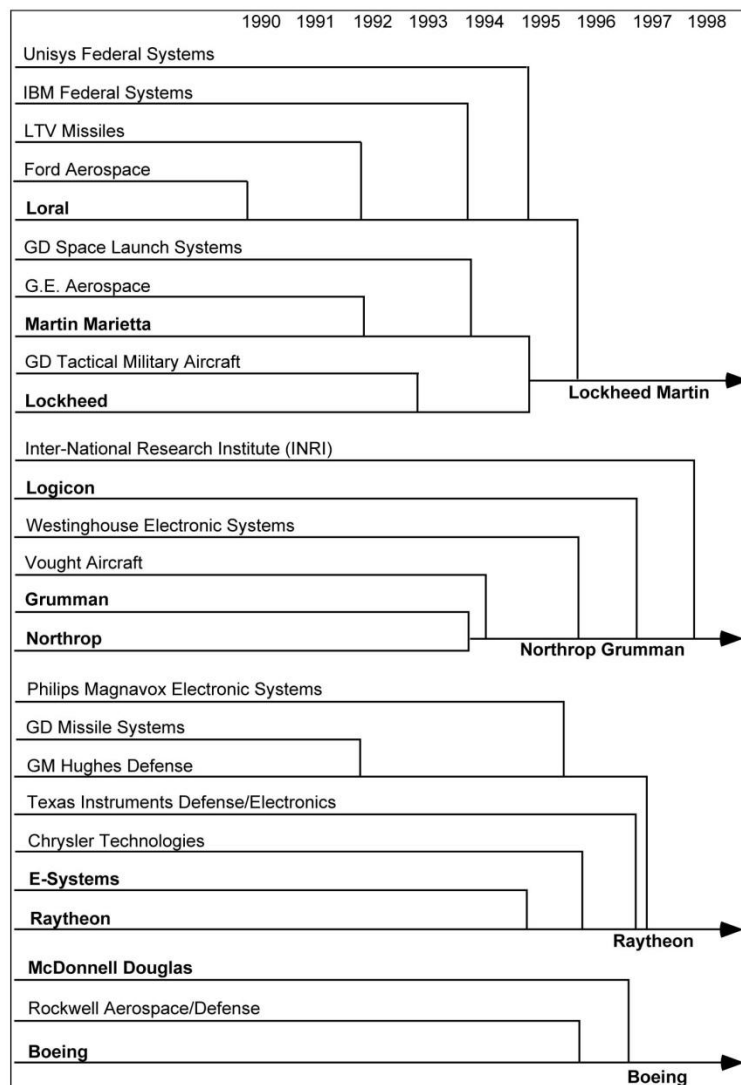 1990 1991 1992 1993 1994 1995 1996 1997 1998
Unisys Federal Systems
IBM Federal Systems
LTV Missiles
Ford Aerospace
Loral
GD Space Launch Systems
G.E. Aerospace
Martin Marietta
GD Tactical Military Aircraft
Lockheed
Lockheed Martin
Inter-National Research Institute (INRI)
Logicon
Westinghouse Electronic Systems
Vought Aircraft
Grumman
Northrop
Northrop Grumman
Philips Magnavox Electronic Systems
GD Missile Systems
GM Hughes Defense
Texas Instruments Defense/Electronics
Chrysler Technologies
E-Systems
Raytheon
Raytheon
McDonnell Douglas
Rockwell Aerospace/Defense
Boeing
Boeing